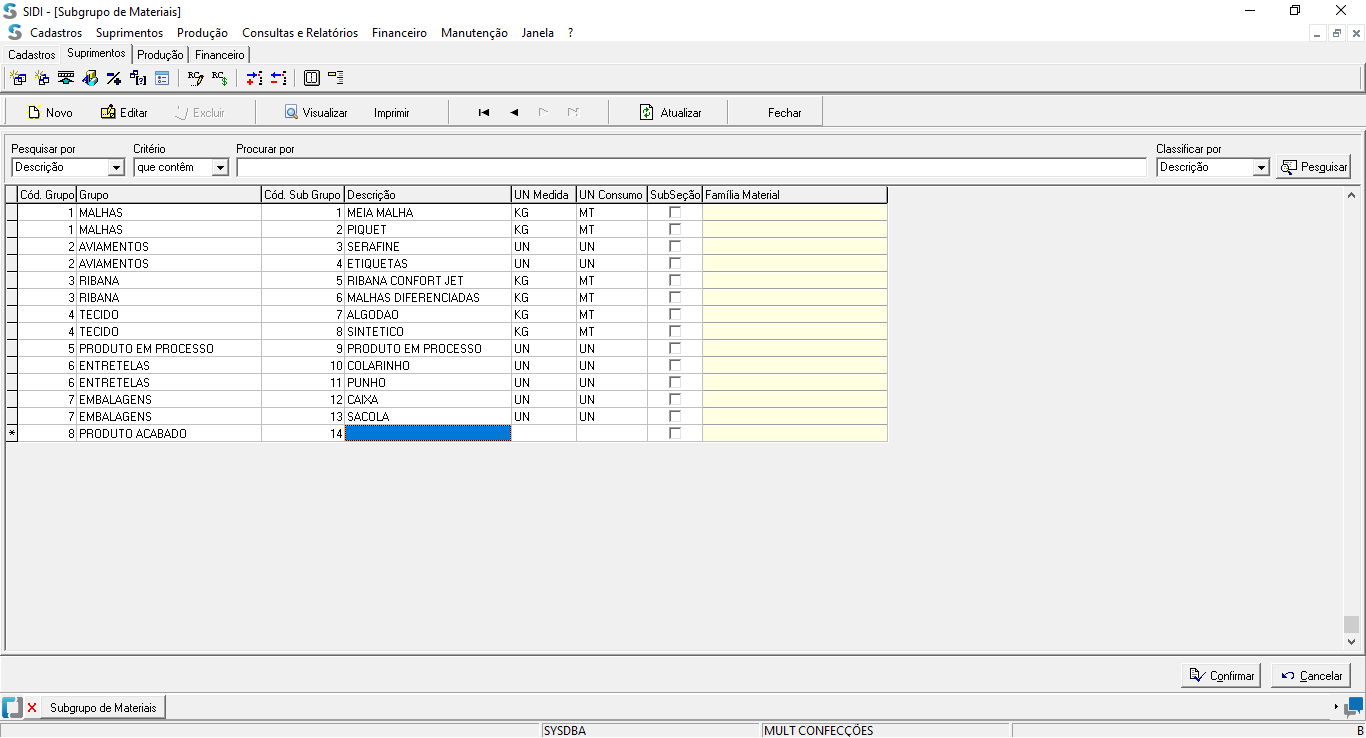 SIDI - [Subgrupo de Materiais]
Cadastros Suprimentos Produção Consultas e Relatórios Financeiro Manutenção Janela ?
Cadastros Suprimentos Produção Financeiro
Novo Editar Excluir Visualizar Imprimir Atualizar Fechar
Pesquisar por Critério Procurar por Classificar por
Descrição que contêm Descrição Pesquisar
Cód. Grupo Grupo Cód. Sub Grupo Descrição UN Medida UN Consumo SubSeção Família Material
1 MALHAS 1 MEIA MALHA KG MT
1 MALHAS 2 PIQUET KG MT
2 AVIAMENTOS 3 SERAFINE UN UN
2 AVIAMENTOS 4 ETIQUETAS UN UN
3 RIBANA 5 RIBANA CONFORT JET KG MT
3 RIBANA 6 MALHAS DIFERENCIADAS KG MT
4 TECIDO 7 ALGODAO KG MT
4 TECIDO 8 SINTETICO KG MT
5 PRODUTO EM PROCESSO 9 PRODUTO EM PROCESSO UN UN
6 ENTRETELAS 10 COLARINHO UN UN
6 ENTRETELAS 11 PUNHO UN UN
7 EMBALAGENS 12 CAIXA UN UN
7 EMBALAGENS 13 SACOLA UN UN
* 8 PRODUTO ACABADO 14
Confirmar Cancelar
Subgrupo de Materiais
SYSDBA MULT CONFECÇÕES B